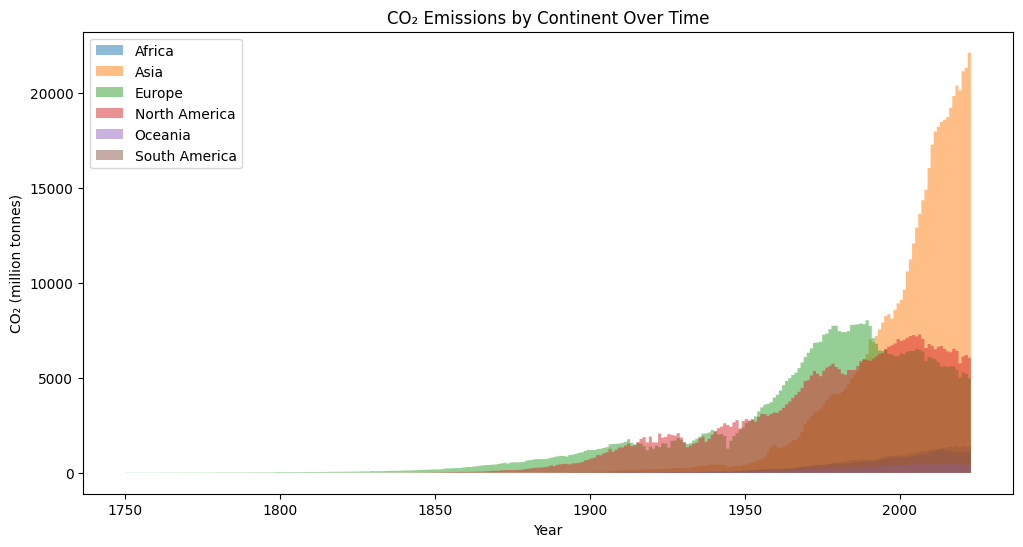 CO₂ Emissions by Continent Over Time
Africa
Asia
Europe
North America
Oceania
South America
CO₂ (million tonnes)
20000
15000
10000
5000
0
1750
1800
1850
1900
1950
2000
Year